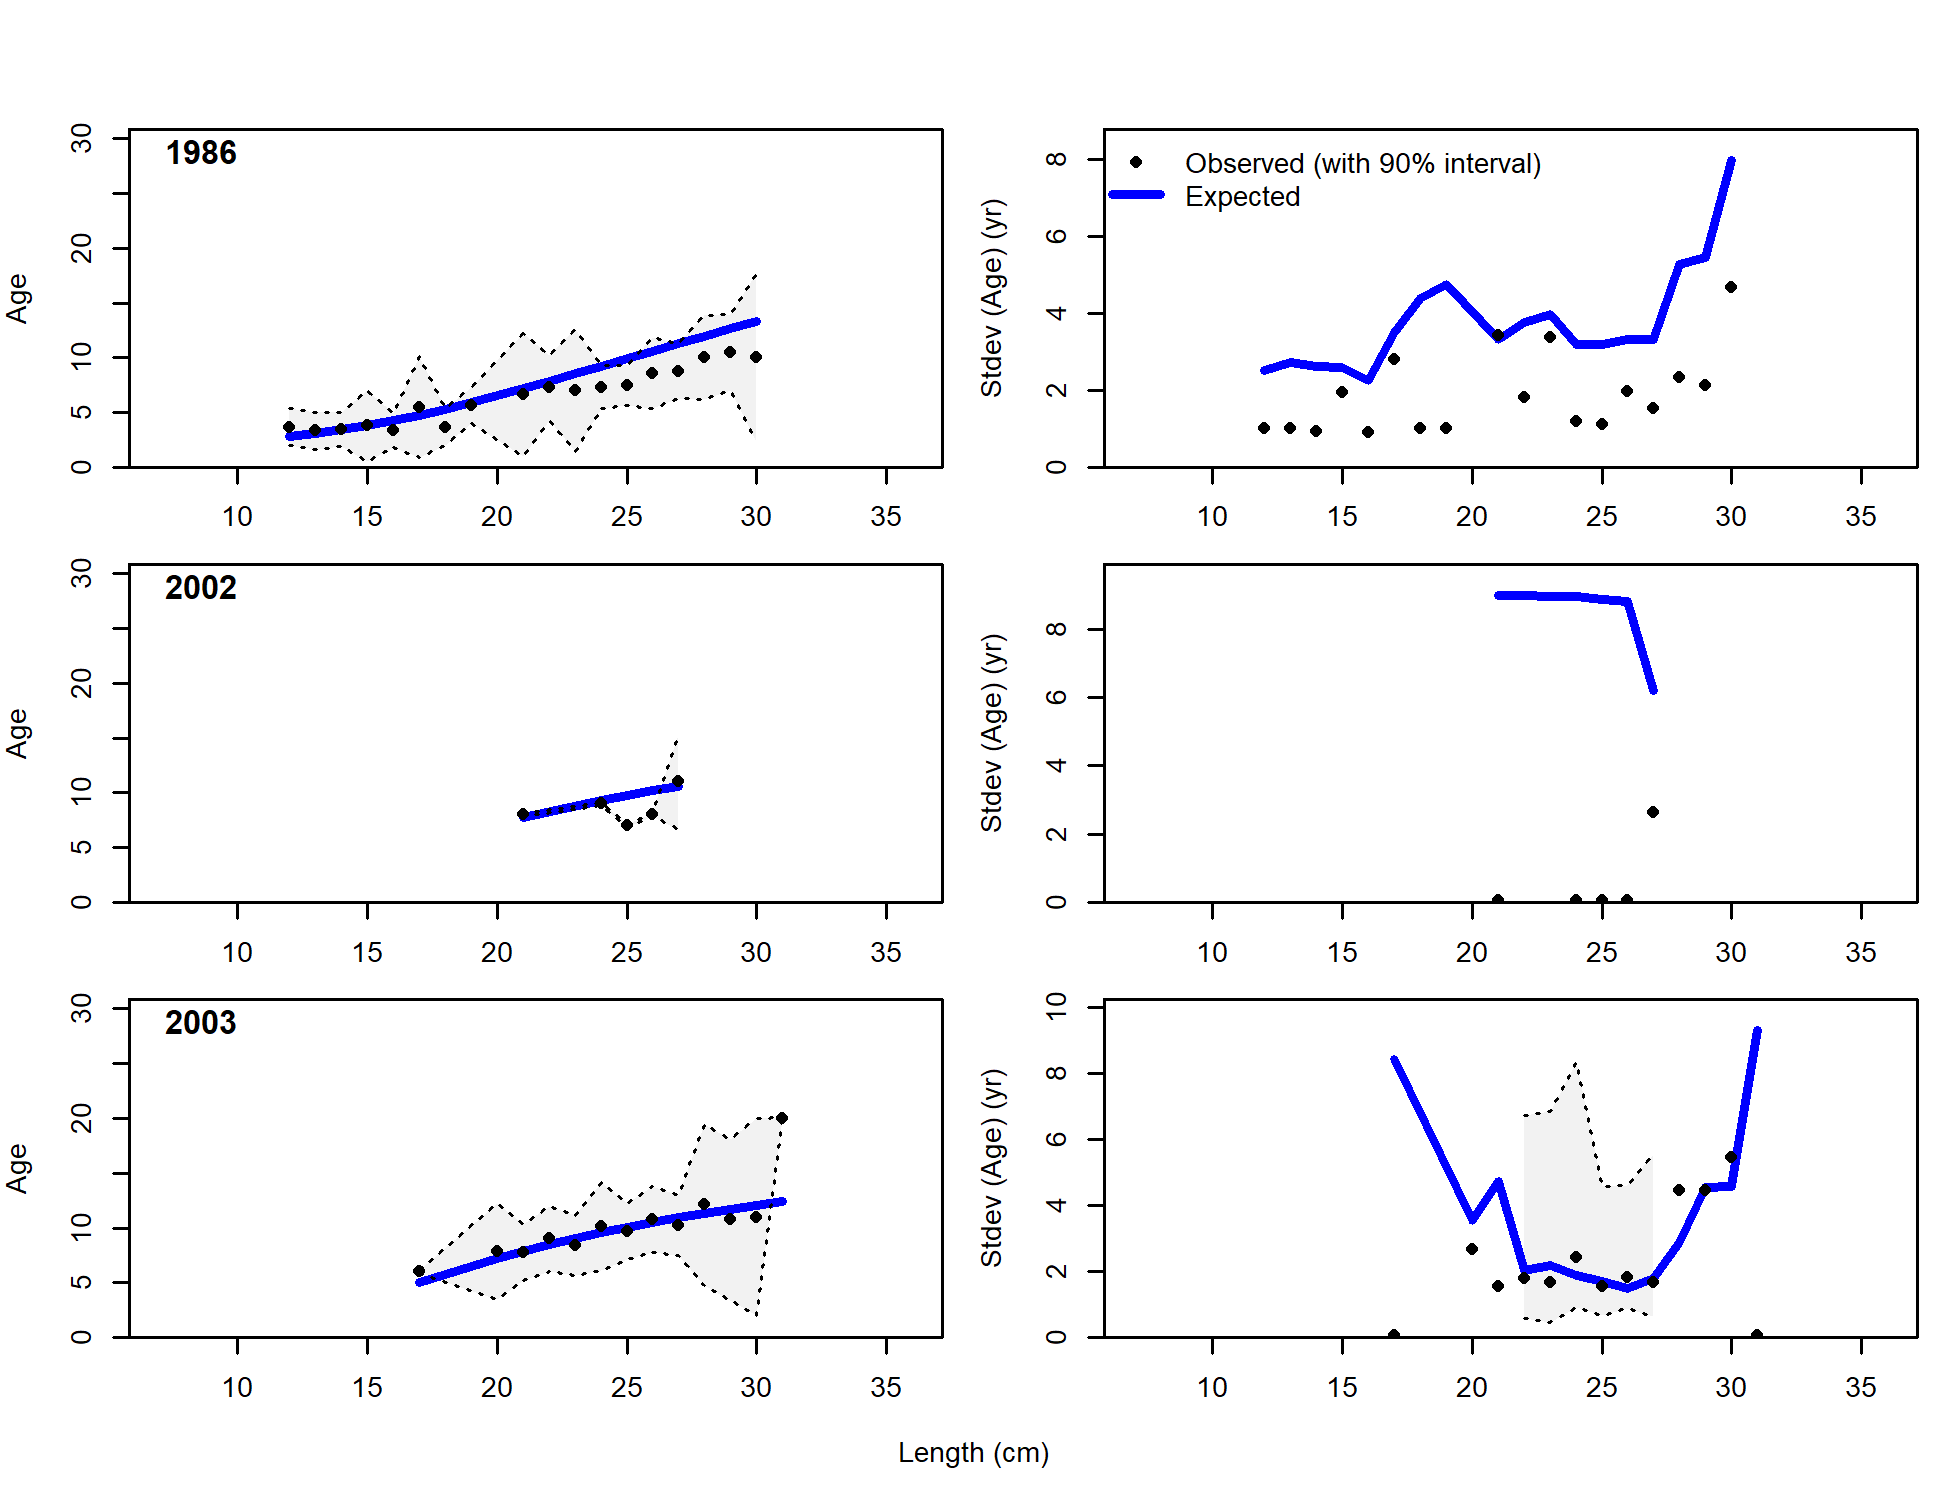 1986
Age
0 5 10 20 30
10 15 20 25 30 35
Observed (with 90% interval)
Expected
Stdev (Age) (yr)
0 2 4 6 8
10 15 20 25 30 35
2002
Age
0 5 10 20 30
10 15 20 25 30 35
Stdev (Age) (yr)
0 2 4 6 8
10 15 20 25 30 35
2003
Age
0 5 10 20 30
10 15 20 25 30 35
Stdev (Age) (yr)
0 2 4 6 8 10
10 15 20 25 30 35
Length (cm)